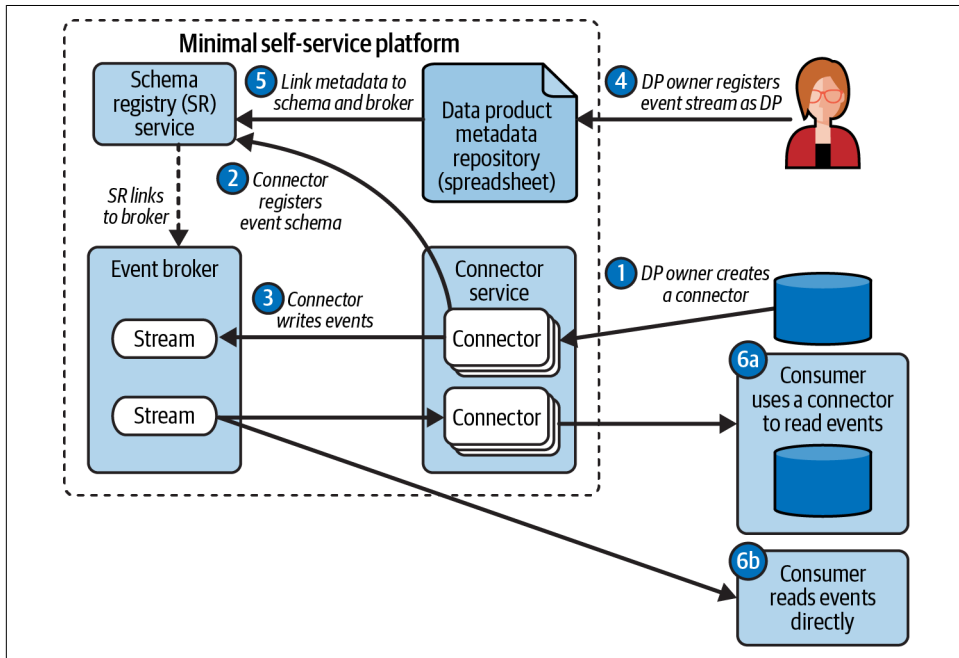 Minimal self-service platform
Schema
registry (SR)
service
5 Link metadata to
schema and broker
Data product
metadata
repository
(spreadsheet)
4 DP owner registers
event stream as DP
2 Connector
registers
event schema
SR links
to broker
Event broker
Stream
Stream
3 Connector
writes events
Connector
service
Connector
Connector
1 DP owner creates
a connector
6a
Consumer
uses a connector
to read events
6b
Consumer
reads events
directly